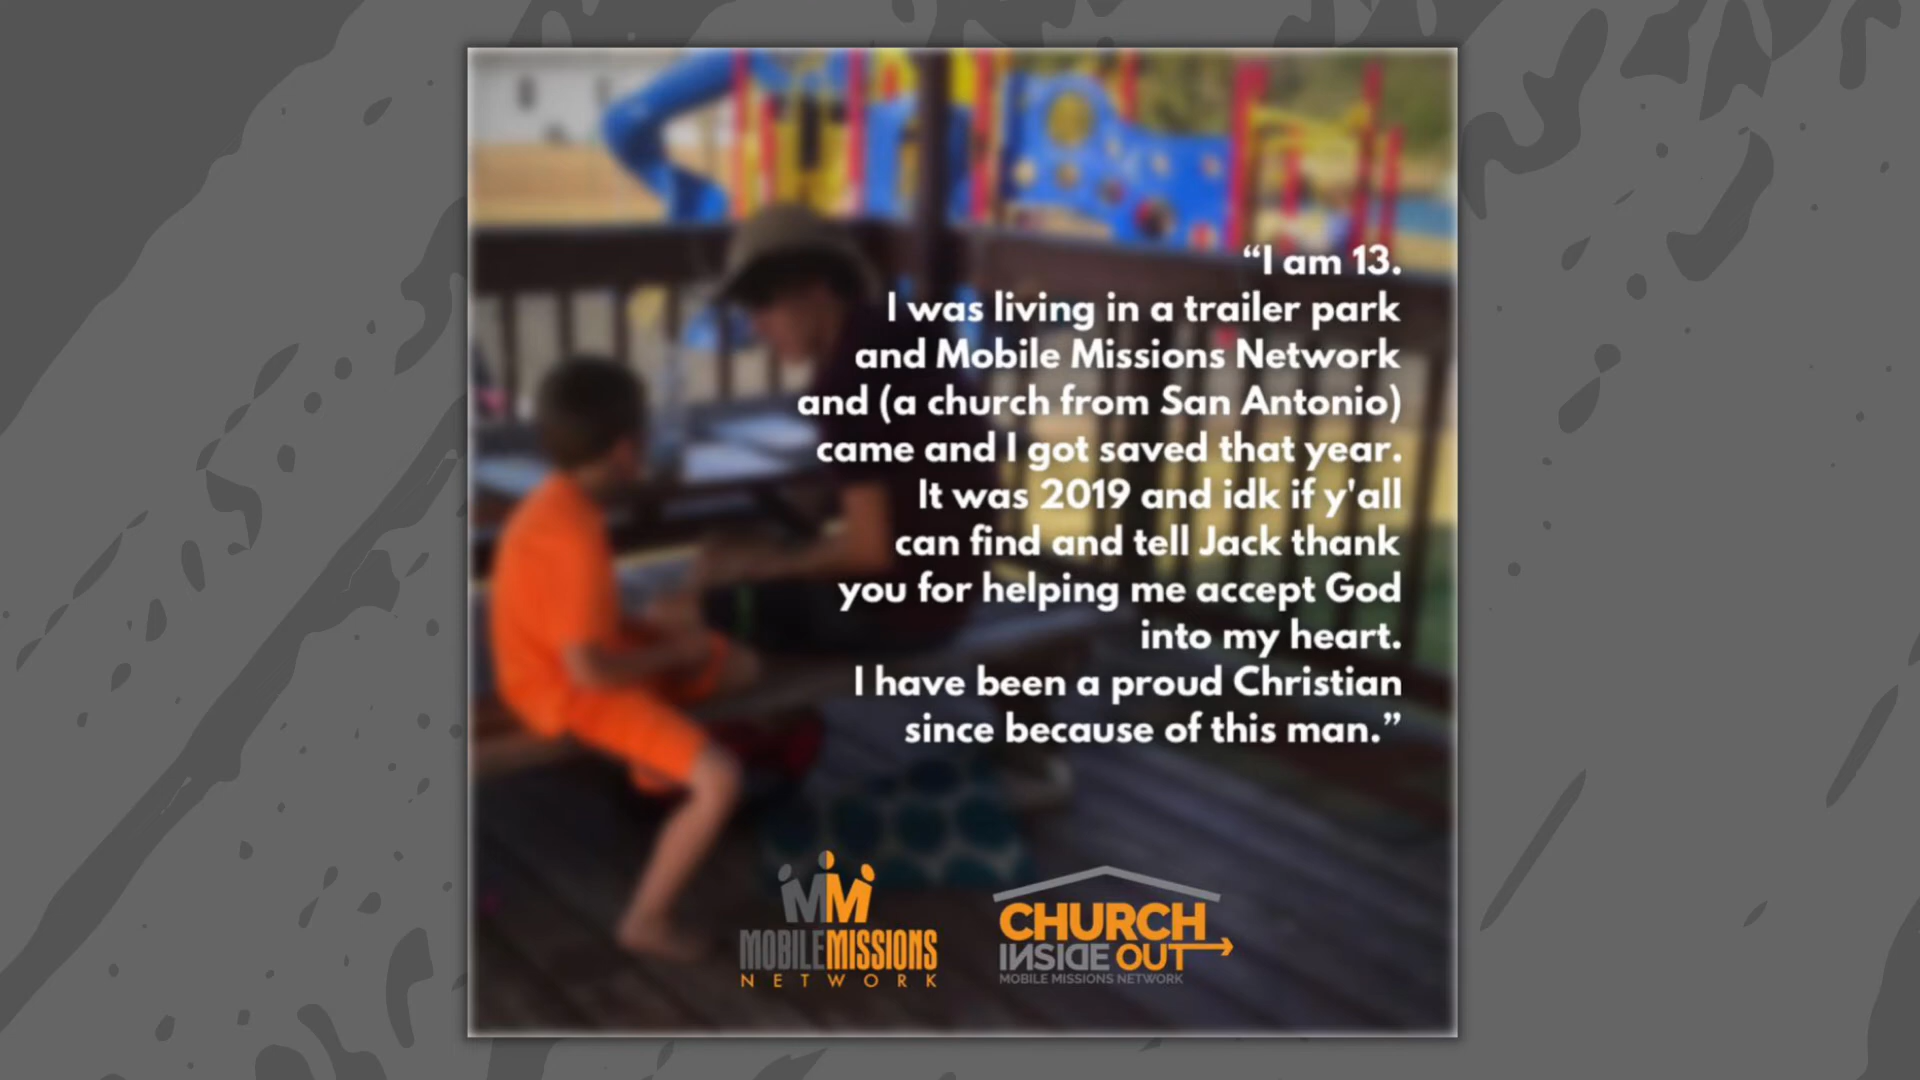 “I am 13.
I was living in a trailer park
and Mobile Missions Network
and (a church from San Antonio)
came and I got saved that year.
It was 2019 and idk if y'all
can find and tell Jack thank
you for helping me accept God
into my heart.
I have been a proud Christian
since because of this man.”
MM
MOBILEMISSIONS
NETWORK
CHURCH
INSIDE OUT
MOBILE MISSIONS NETWORK